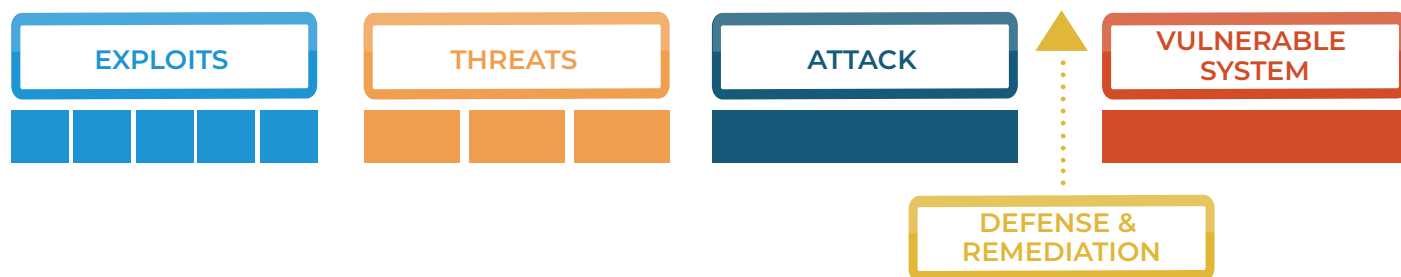 EXPLOITS
THREATS
ATTACK
VULNERABLE
SYSTEM
DEFENSE &
REMEDIATION